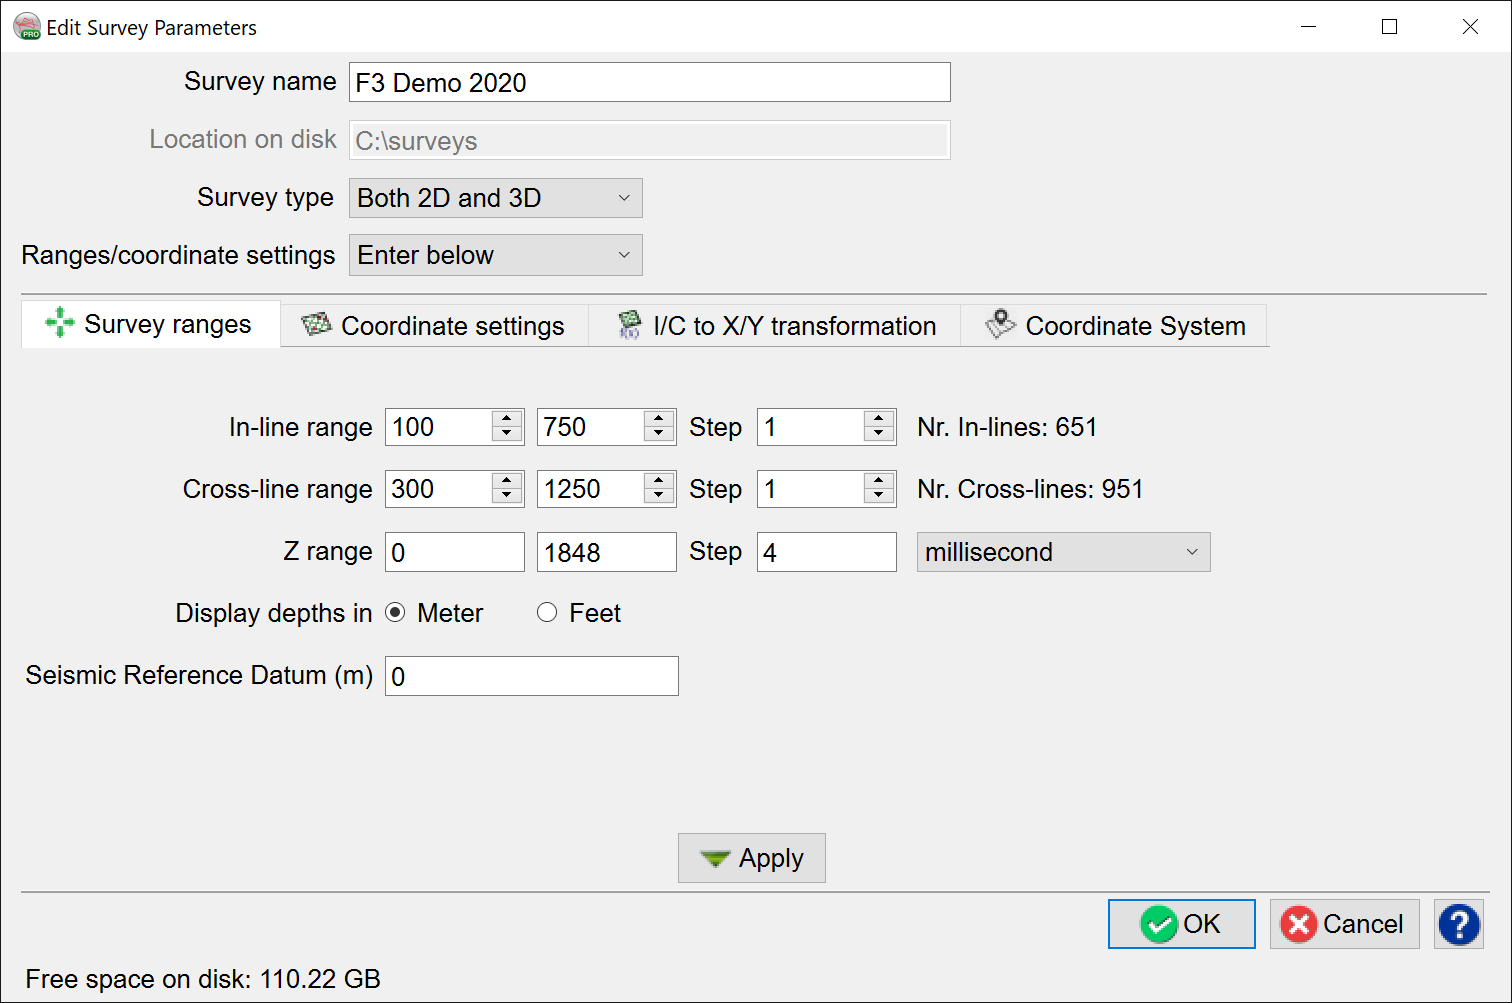 Edit Survey Parameters
Survey name F3 Demo 2020
Location on disk C:\surveys
Survey type Both 2D and 3D
Ranges/coordinate settings Enter below
Survey ranges Coordinate settings I/C to X/Y transformation Coordinate System
In-line range 100 750 Step 1 Nr. In-lines: 651
Cross-line range 300 1250 Step 1 Nr. Cross-lines: 951
Z range 0 1848 Step 4 millisecond
Display depths in Meter Feet
Seismic Reference Datum (m) 0
Apply
OK Cancel ?
Free space on disk: 110.22 GB